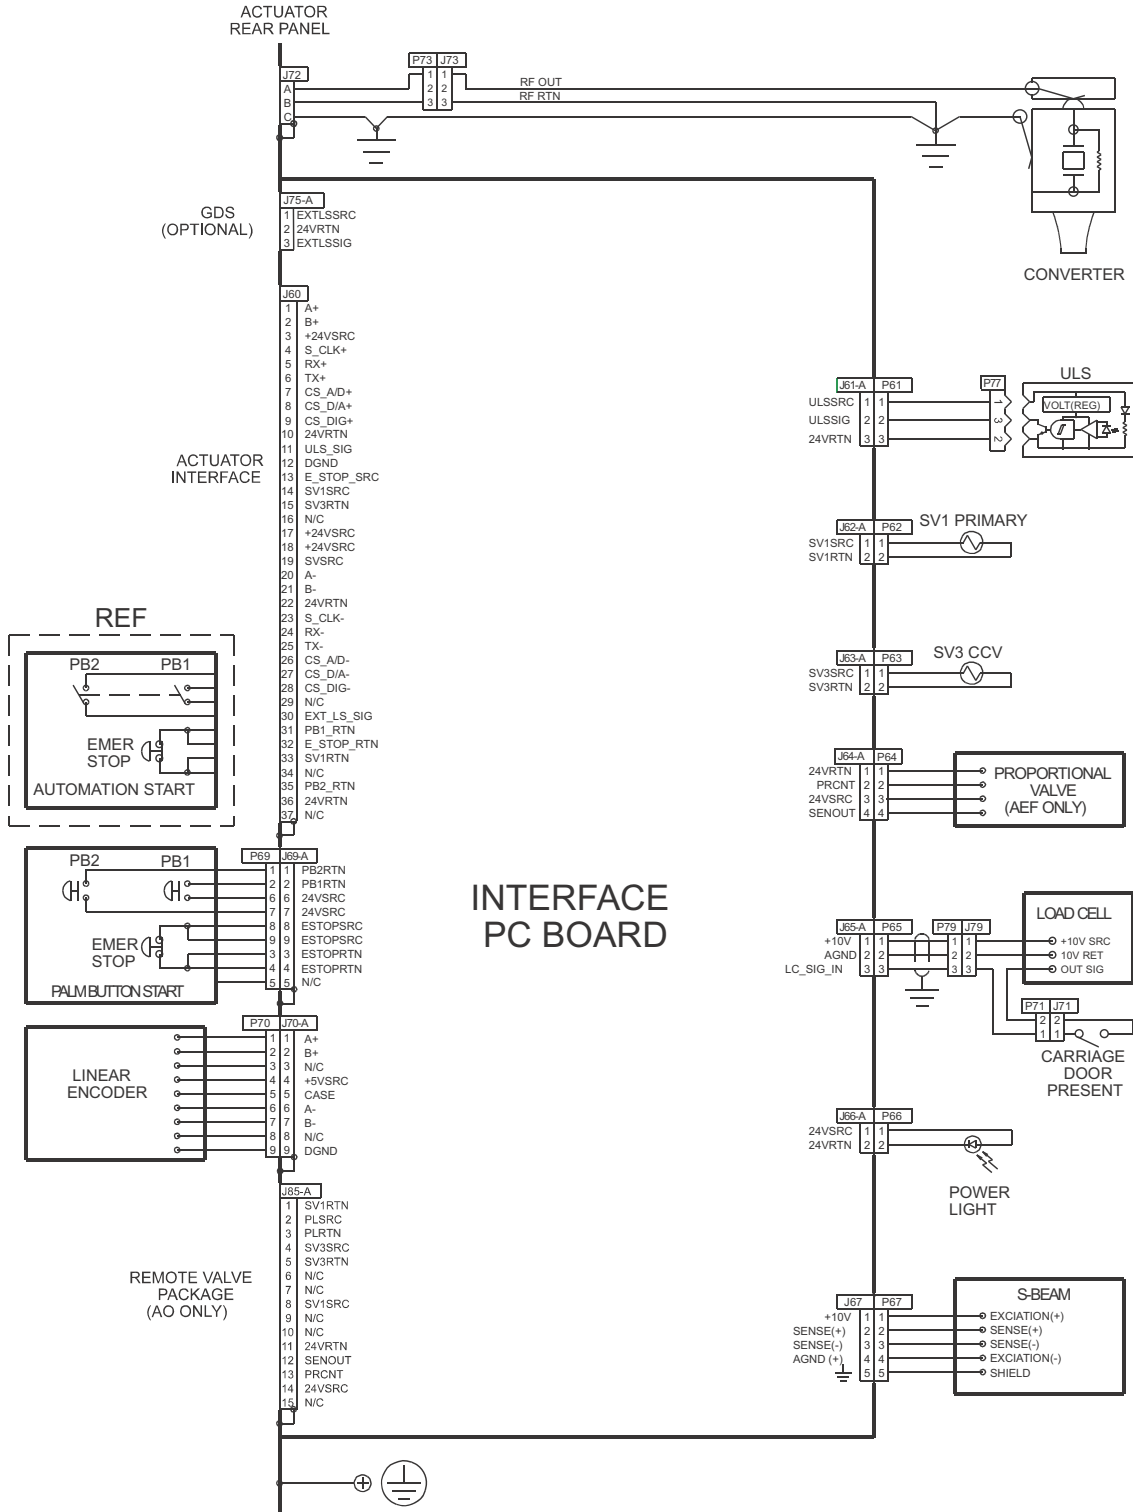 ACTUATOR
REAR PANEL
J72
A
B
C
P73 J73
1 1
2 2
3 3
RF OUT
RF RTN
CONVERTER
GDS
(OPTIONAL)
J75-A
1 EXTLSSRC
2 24VRTN
3 EXTLSSIG
ACTUATOR
INTERFACE
J60
1 A+
2 B+
3 +24VSRC
4 S_CLK+
5 RX+
6 TX+
7 CS_A/D+
8 CS_D/A+
9 CS_DIG+
10 24VRTN
11 ULS_SIG
12 DGND
13 E_STOP_SRC
14 SV1SRC
15 SV3RTN
16 N/C
17 +24VSRC
18 +24VSRC
19 SVSRC
20 A-
21 B-
22 24VRTN
23 S_CLK-
24 RX-
25 TX-
26 CS_A/D-
27 CS_D/A-
28 CS_DIG-
29 N/C
30 EXT_LS_SIG
31 PB1_RTN
32 E_STOP_RTN
33 SV1RTN
34 N/C
35 PB2_RTN
36 24VRTN
37 N/C
REF
PB2 PB1
EMER
STOP
AUTOMATION START
PB2 PB1
EMER
STOP
PALM BUTTON START
P69 J69-A
1 1 PB2RTN
2 2 PB1RTN
6 6 24VSRC
7 7 24VSRC
8 8 ESTOPSRC
9 9 ESTOPSRC
3 3 ESTOPRTN
4 4 ESTOPRTN
5 5 N/C
LINEAR
ENCODER
P70 J70-A
1 1 A+
2 2 B+
3 3 N/C
4 4 +5VSRC
5 5 CASE
6 6 A-
7 7 B-
8 8 N/C
9 9 DGND
REMOTE VALVE
PACKAGE
(AO ONLY)
J85-A
1 SV1RTN
2 PLSRC
3 PLRTN
4 SV3SRC
5 SV3RTN
6 N/C
7 N/C
8 SV1SRC
9 N/C
10 N/C
11 24VRTN
12 SENOUT
13 PRCNT
14 24VSRC
15 N/C
INTERFACE
PC BOARD
J61-A P61
ULSSRC 1 1
ULSSIG 2 2
24VRTN 3 3
P77
1
3
2
ULS
VOLT(REG)
J62-A P62
SV1SRC 1 1
SV1RTN 2 2
SV1 PRIMARY
J63-A P63
SV3SRC 1 1
SV3RTN 2 2
SV3 CCV
J64-A P64
24VRTN 1 1
PRCNT 2 2
24VSRC 3 3
SENOUT 4 4
PROPORTIONAL
VALVE
(AEF ONLY)
J65-A P65
+10V 1 1
AGND 2 2
LC_SIG_IN 3 3
P79 J79
1 1
2 2
3 3
LOAD CELL
+10V SRC
10V RET
OUT SIG
P71 J71
2 2
1 1
CARRIAGE
DOOR
PRESENT
J66-A P66
24VSRC 1 1
24VRTN 2 2
POWER
LIGHT
J67 P67
+10V 1 1
SENSE(+) 2 2
SENSE(-) 3 3
AGND (+) 4 4
5 5
S-BEAM
EXCIATION(+)
SENSE(+)
SENSE(-)
EXCIATION(-)
SHIELD